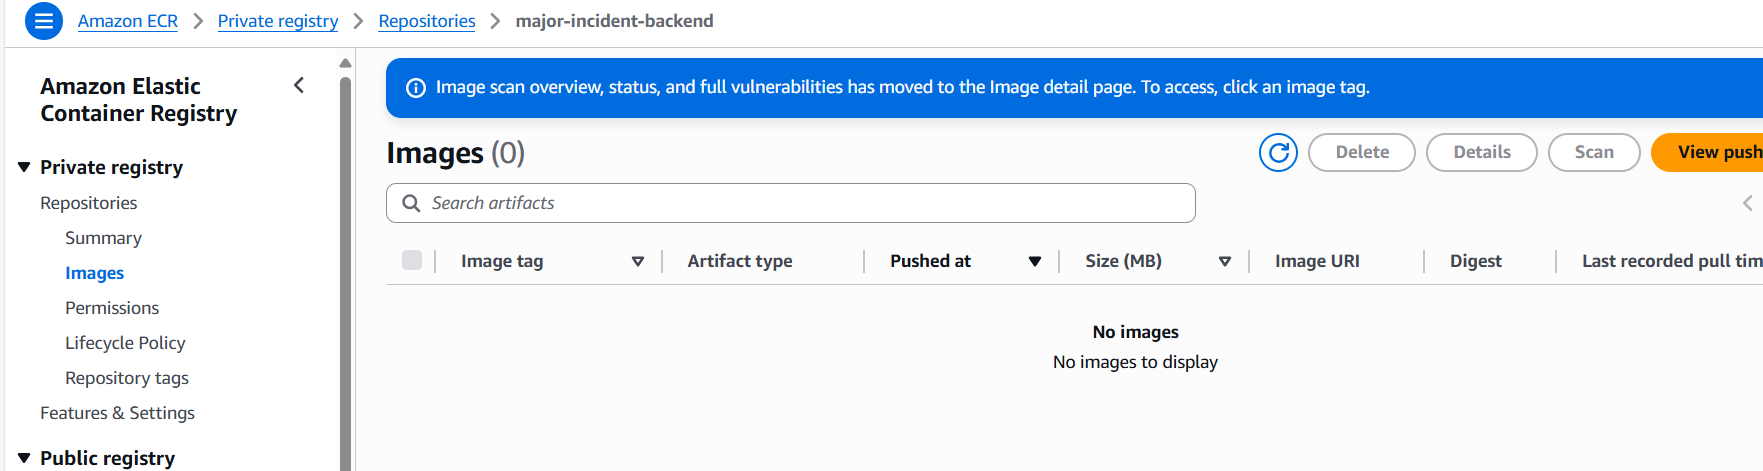 Amazon ECR > Private registry > Repositories > major-incident-backend
Amazon Elastic
Container Registry
Private registry
Repositories
Summary
Images
Permissions
Lifecycle Policy
Repository tags
Features & Settings
Public registry
Image scan overview, status, and full vulnerabilities has moved to the Image detail page. To access, click an image tag.
Images (0)
Delete
Details
Scan
View push
Search artifacts
Image tag
Artifact type
Pushed at
Size (MB)
Image URI
Digest
Last recorded pull tim
No images
No images to display